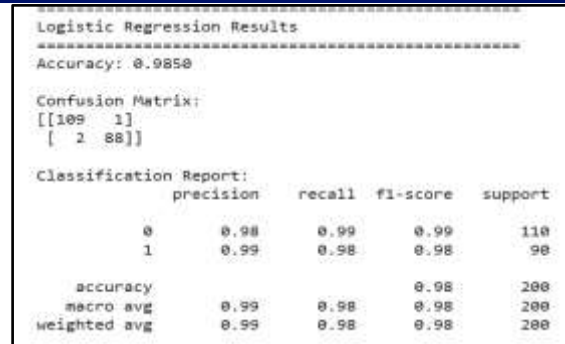 ==================================================
Logistic Regression Results
==================================================
Accuracy: 0.9850
Confusion Matrix:
[[109 1]
[ 2 88]]
Classification Report:
precision recall f1-score support
0 0.98 0.99 0.99 110
1 0.99 0.98 0.98 90
accuracy 0.98 200
macro avg 0.99 0.98 0.98 200
weighted avg 0.99 0.98 0.98 200